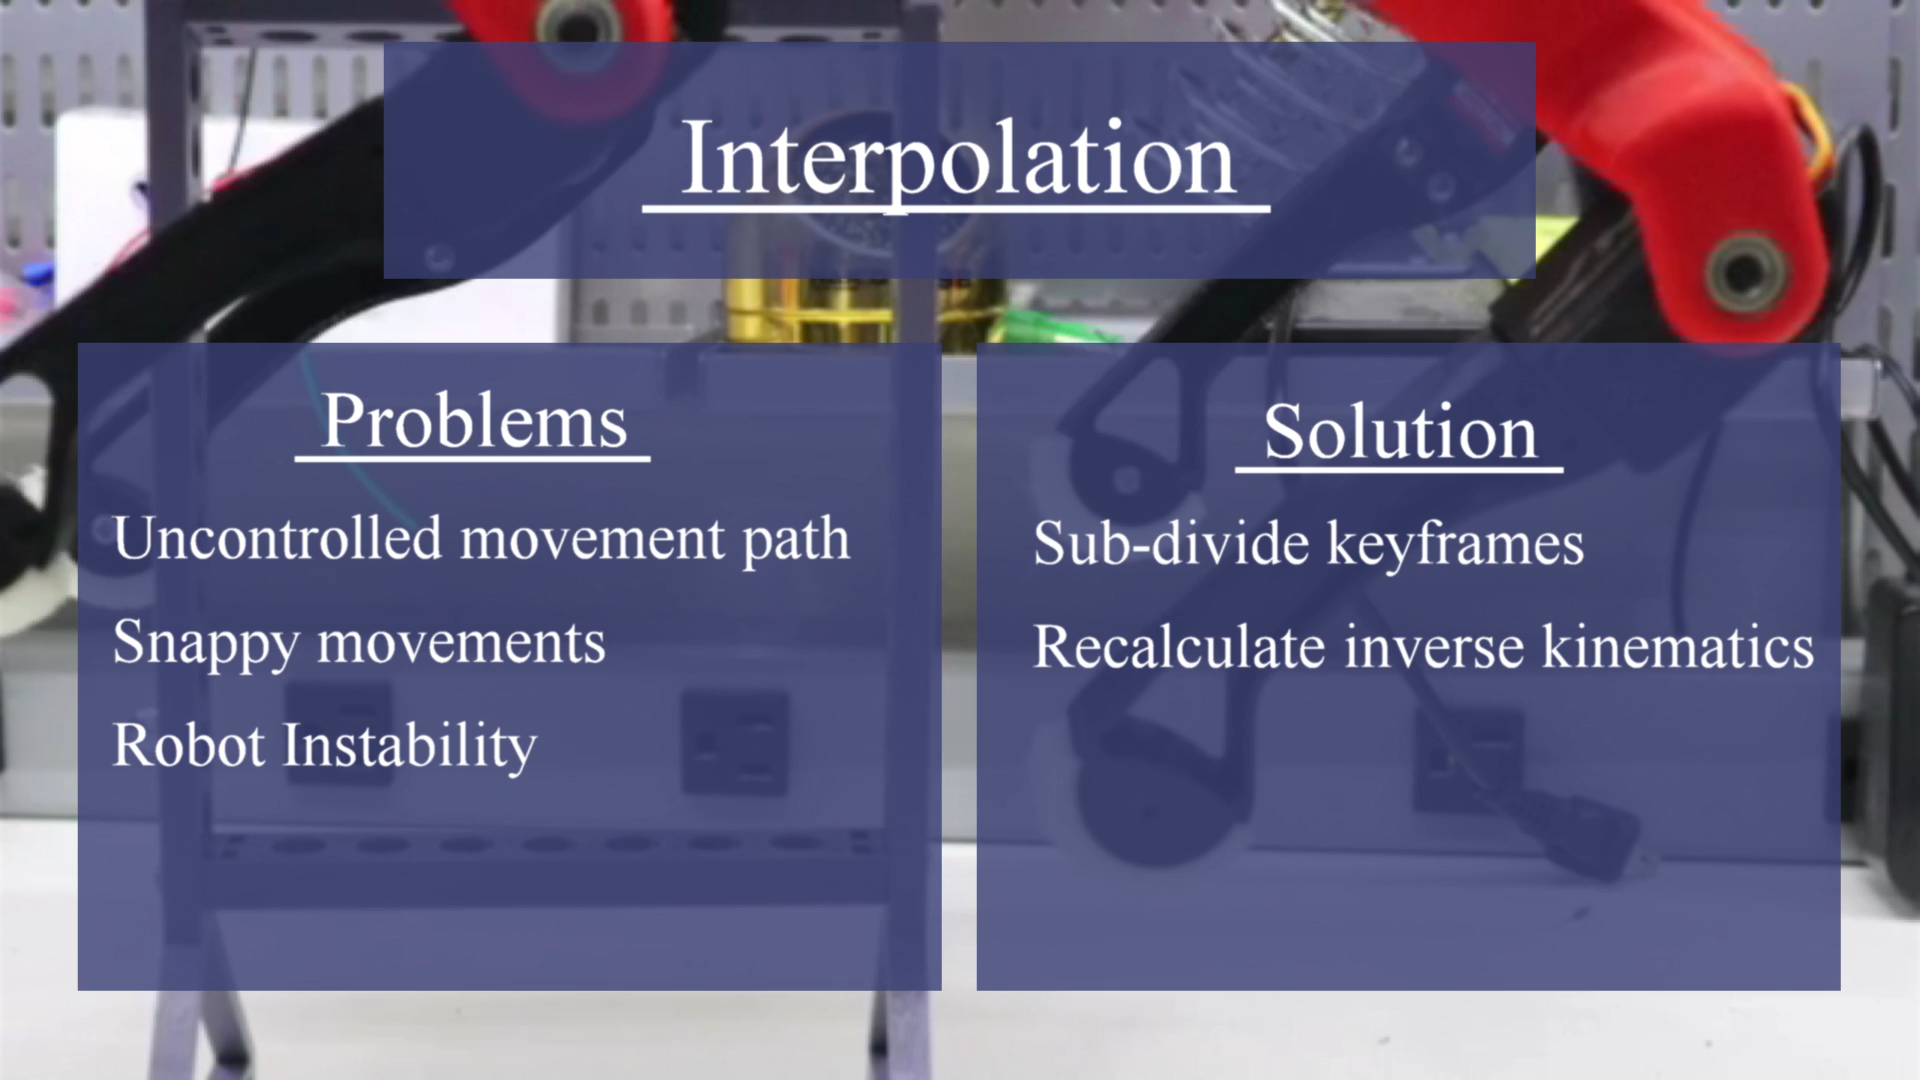 Interpolation
Problems
Uncontrolled movement path
Snappy movements
Robot Instability
Solution
Sub-divide keyframes
Recalculate inverse kinematics